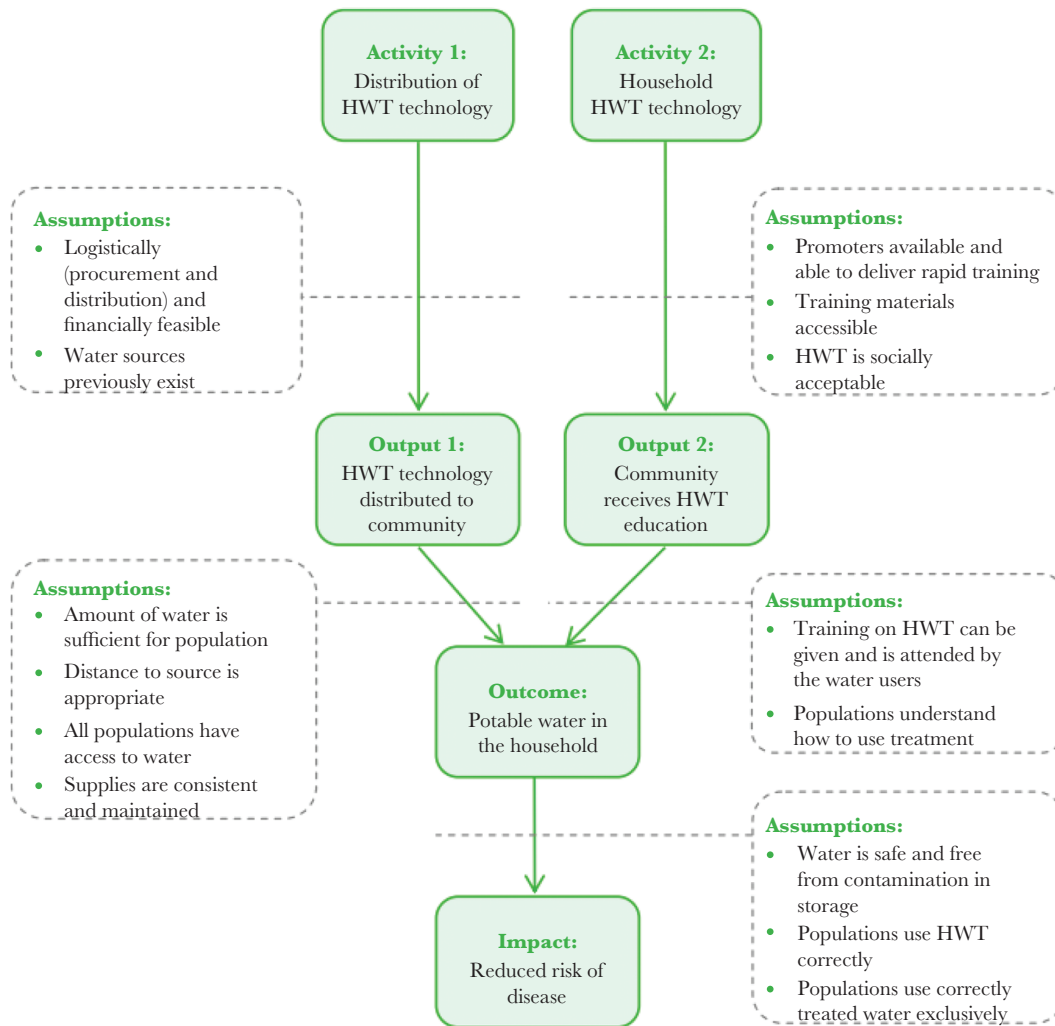 Activity 1:
Distribution of
HWT technology
Activity 2:
Household
HWT technology
Assumptions:
• Logistically
(procurement and
distribution) and
financially feasible
• Water sources
previously exist
Assumptions:
• Promoters available and
able to deliver rapid training
• Training materials
accessible
• HWT is socially
acceptable
Output 1:
HWT technology
distributed to
community
Output 2:
Community
receives HWT
education
Assumptions:
• Amount of water is
sufficient for population
• Distance to source is
appropriate
• All populations have
access to water
• Supplies are consistent
and maintained
Assumptions:
• Training on HWT can be
given and is attended by
the water users
• Populations understand
how to use treatment
Outcome:
Potable water in
the household
Assumptions:
• Water is safe and free
from contamination in
storage
• Populations use HWT
correctly
• Populations use correctly
treated water exclusively
Impact:
Reduced risk of
disease